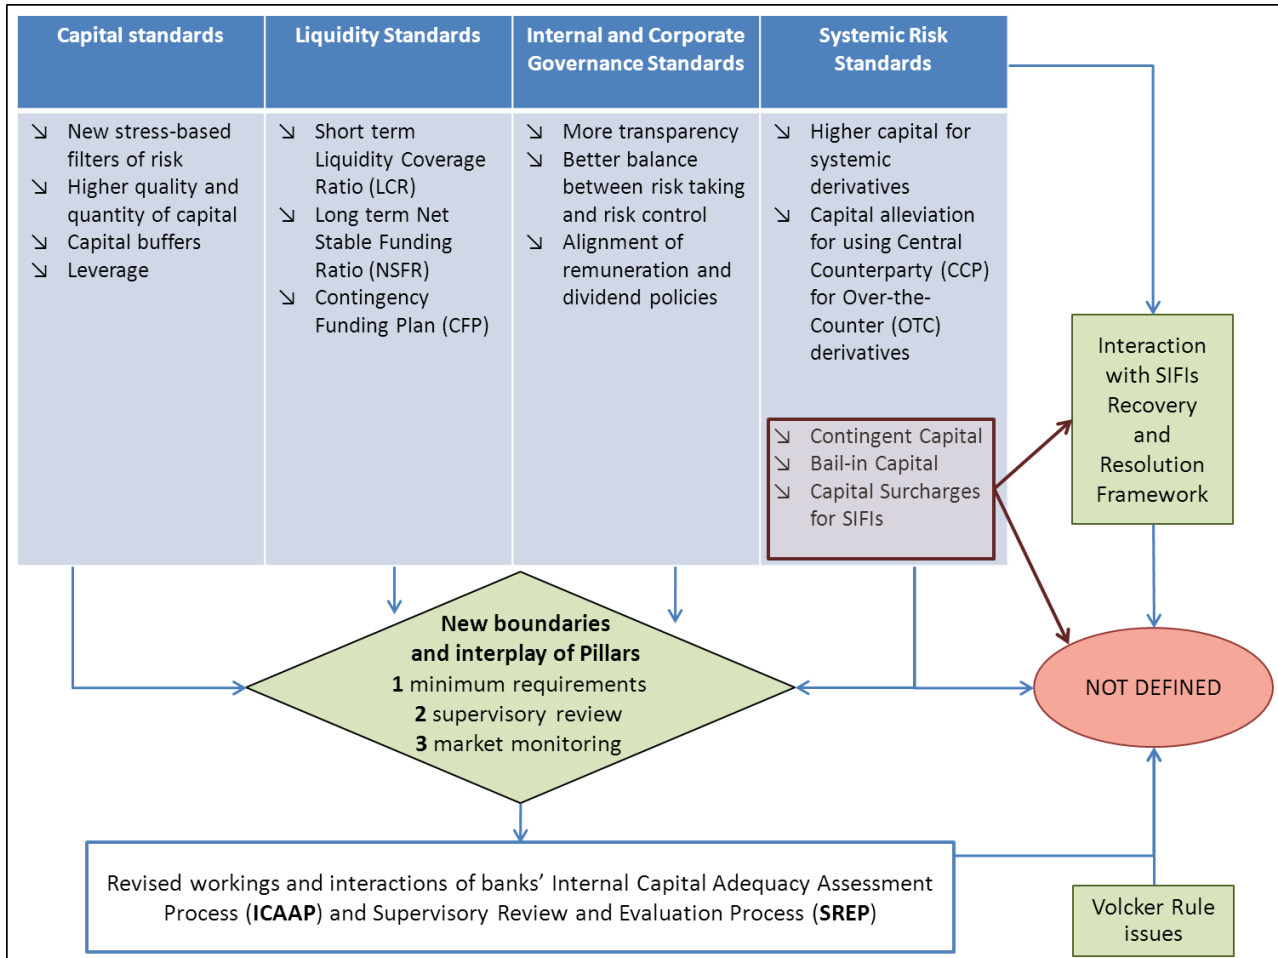 Capital standards
Liquidity Standards
Internal and Corporate
Governance Standards
Systemic Risk
Standards
New stress-based
filters of risk
Higher quality and
quantity of capital
Capital buffers
Leverage
Short term
Liquidity Coverage
Ratio (LCR)
Long term Net
Stable Funding
Ratio (NSFR)
Contingency
Funding Plan (CFP)
More transparency
Better balance
between risk taking
and risk control
Alignment of
remuneration and
dividend policies
Higher capital for
systemic
derivatives
Capital alleviation
for using Central
Counterparty (CCP)
for Over-the-
Counter (OTC)
derivatives
Contingent Capital
Bail-in Capital
Capital Surcharges
for SIFIs
Interaction
with SIFIs
Recovery
and
Resolution
Framework
New boundaries
and interplay of Pillars
1 minimum requirements
2 supervisory review
3 market monitoring
NOT DEFINED
Revised workings and interactions of banks’ Internal Capital Adequacy Assessment
Process (ICAAP) and Supervisory Review and Evaluation Process (SREP)
Volcker Rule
issues